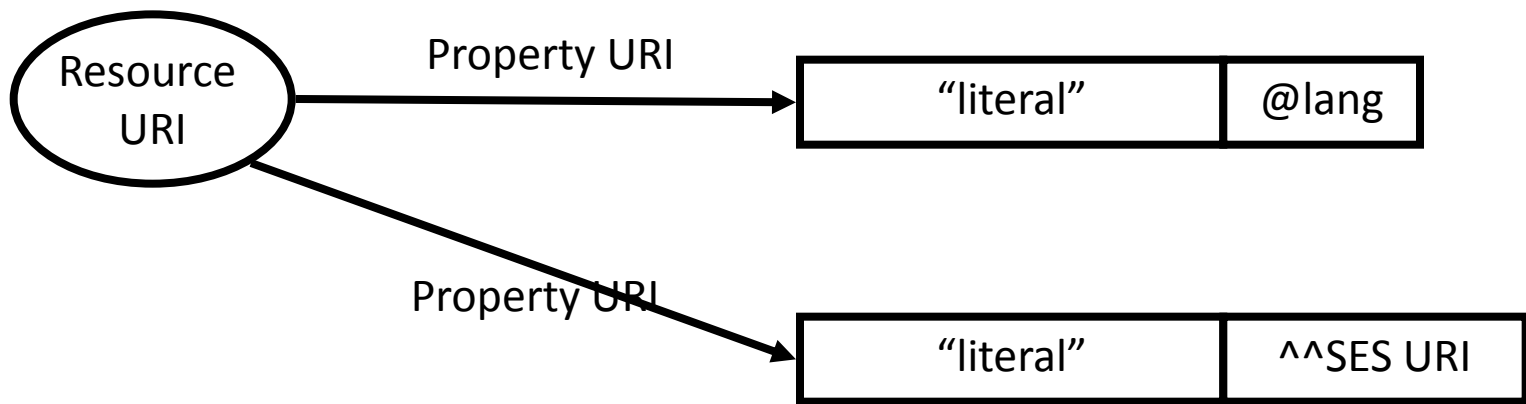 Resource
URI
Property URI
“literal”
@lang
Property URI
“literal”
^^SES URI